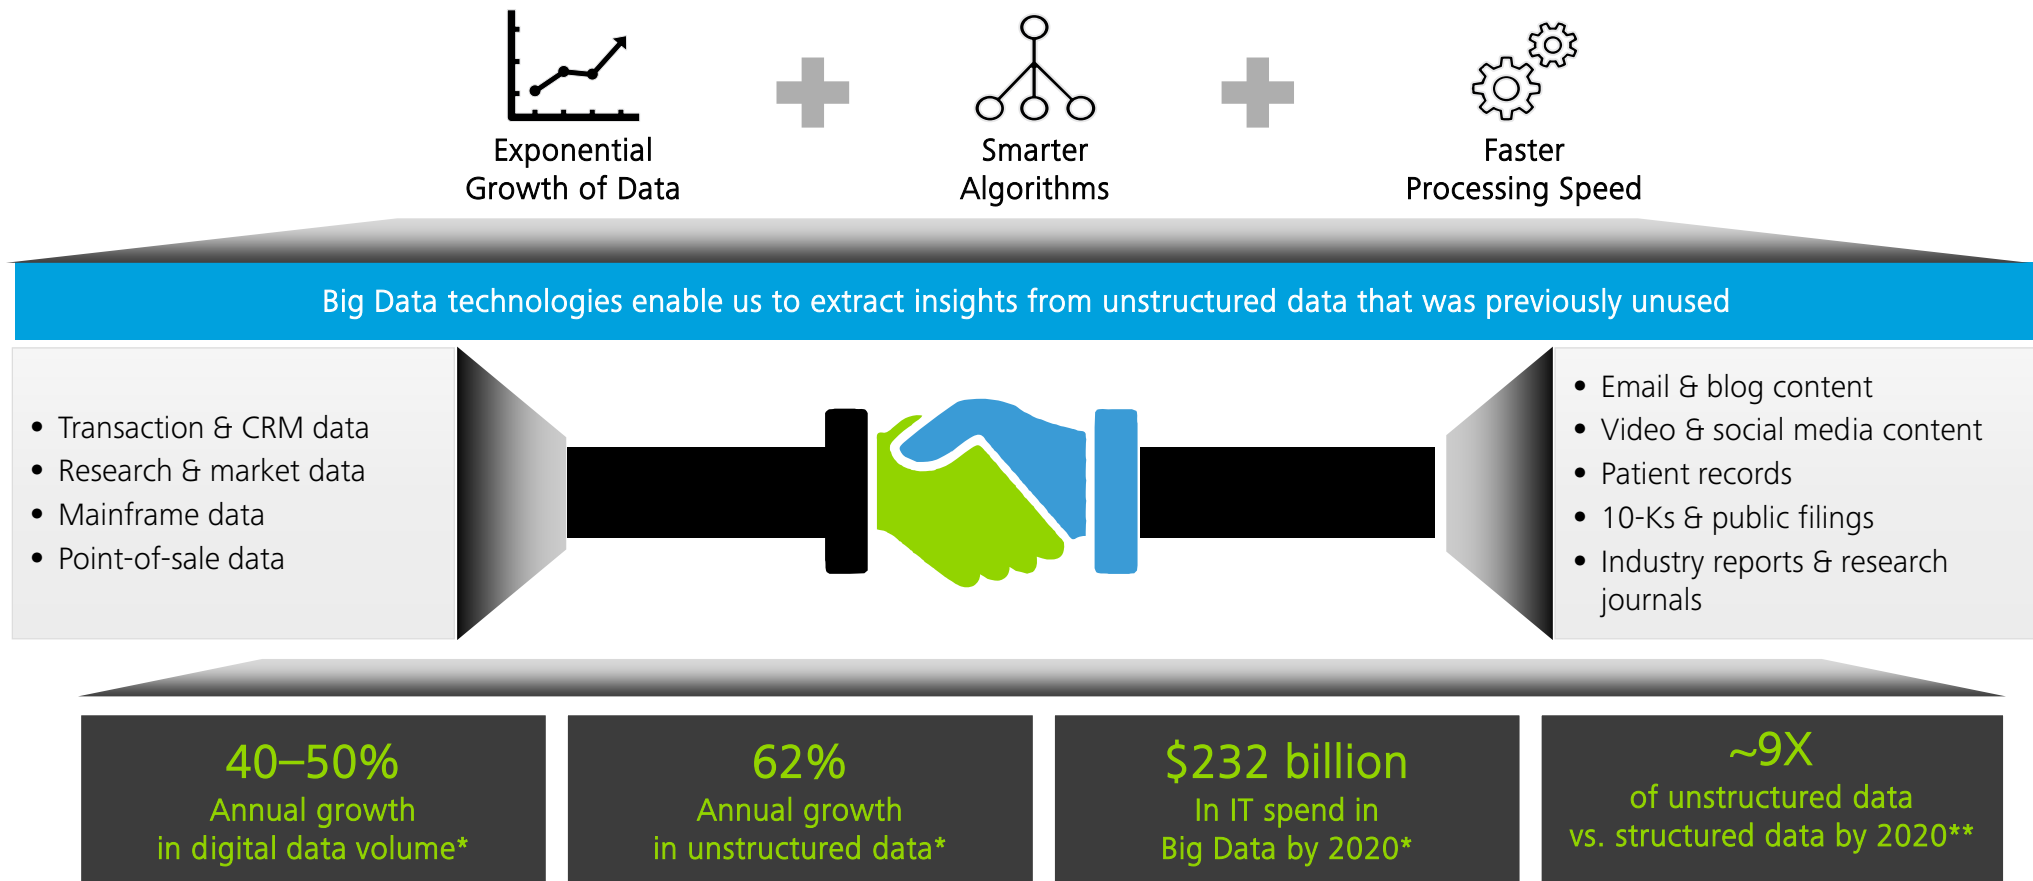 Exponential
Growth of Data
Smarter
Algorithms
Faster
Processing Speed
Big Data technologies enable us to extract insights from unstructured data that was previously unused
• Transaction & CRM data
• Research & market data
• Mainframe data
• Point-of-sale data
• Email & blog content
• Video & social media content
• Patient records
• 10-Ks & public filings
• Industry reports & research
journals
40–50%
Annual growth
in digital data volume*
62%
Annual growth
in unstructured data*
$232 billion
In IT spend in
Big Data by 2020*
~9X
of unstructured data
vs. structured data by 2020**